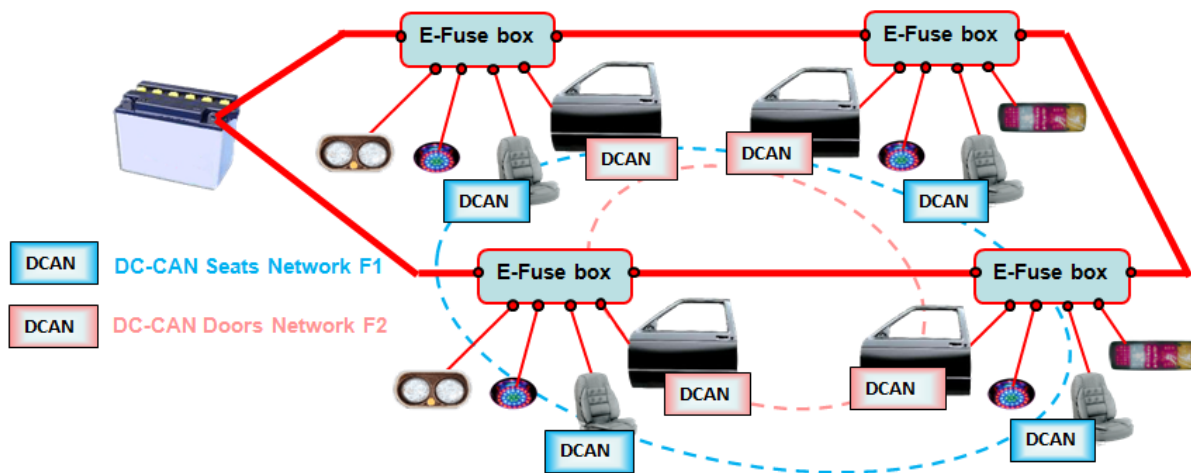 E-Fuse box
E-Fuse box
DCAN
DCAN
DCAN
DCAN
DCAN
DC-CAN Seats Network F1
E-Fuse box
E-Fuse box
DCAN
DC-CAN Doors Network F2
DCAN
DCAN
DCAN
DCAN